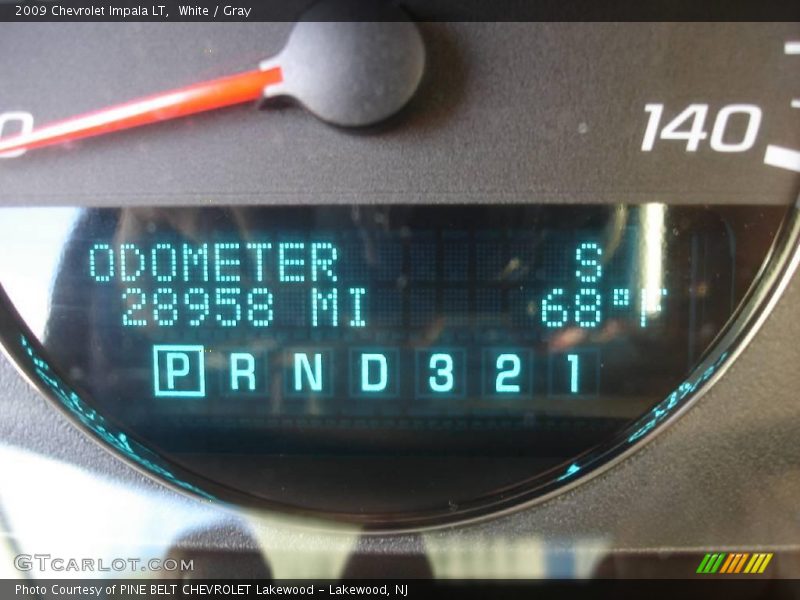 2009 Chevrolet Impala LT,  White / Gray
0
140
ODOMETER S
28958 MI 68°F
P R N D 3 2 1
GTcarlot.com
Photo Courtesy of PINE BELT CHEVROLET Lakewood - Lakewood, NJ